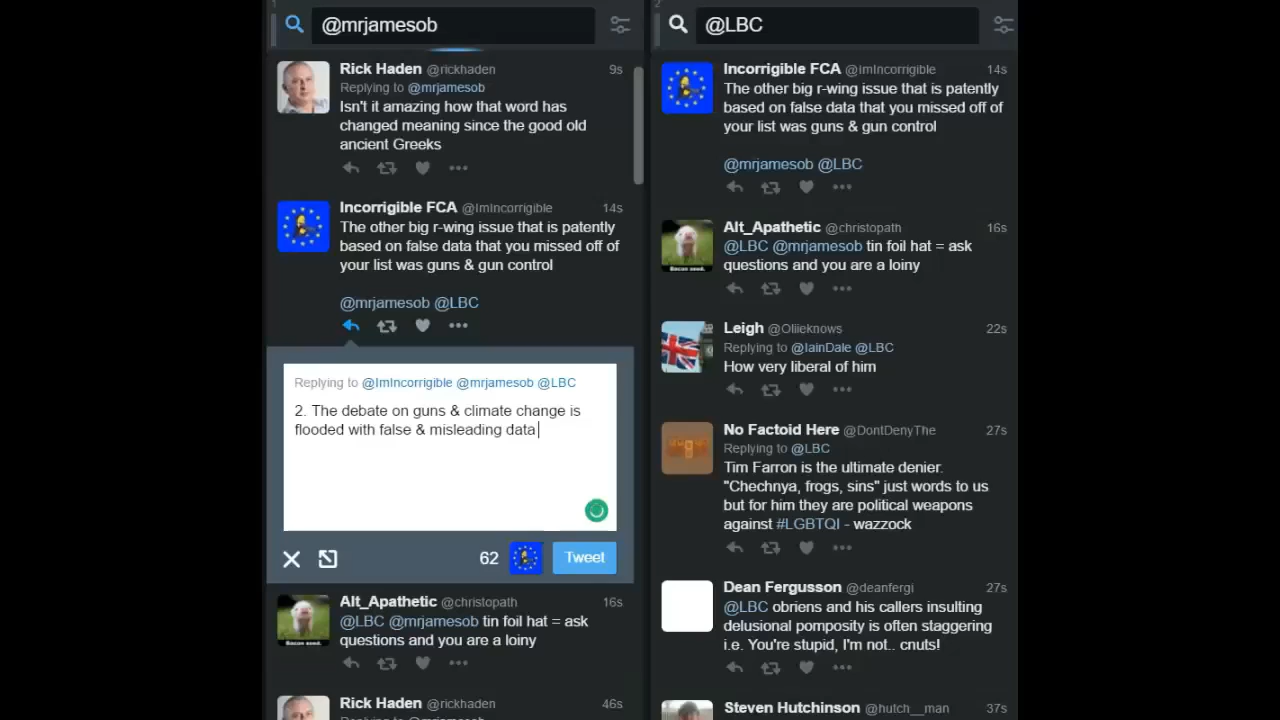 1
@mrjamesob
Rick Haden @rickhaden 9s
Replying to @mrjamesob
Isn't it amazing how that word has
changed meaning since the good old
ancient Greeks
Incorrigible FCA @ImIncorrigible 14s
The other big r-wing issue that is patently
based on false data that you missed off of
your list was guns & gun control
@mrjamesob @LBC
Replying to @ImIncorrigible @mrjamesob @LBC
2. The debate on guns & climate change is
flooded with false & misleading data
62
Tweet
Alt_Apathetic @christopath 16s
@LBC @mrjamesob tin foil hat = ask
questions and you are a loiny
Rick Haden @rickhaden 46s
Replying to @mrjamesob
2
@LBC
Incorrigible FCA @ImIncorrigible 14s
The other big r-wing issue that is patently
based on false data that you missed off of
your list was guns & gun control
@mrjamesob @LBC
Alt_Apathetic @christopath 16s
@LBC @mrjamesob tin foil hat = ask
questions and you are a loiny
Leigh @Oliieknows 22s
Replying to @IainDale @LBC
How very liberal of him
No Factoid Here @DontDenyThe 27s
Replying to @LBC
Tim Farron is the ultimate denier.
"Chechnya, frogs, sins" just words to us
but for him they are political weapons
against #LGBTQI - wazzock
Dean Fergusson @deanfergi 27s
@LBC obriens and his callers insulting
delusional pomposity is often staggering
i.e. You're stupid, I'm not.. cnuts!
Steven Hutchinson @hutch__man 37s